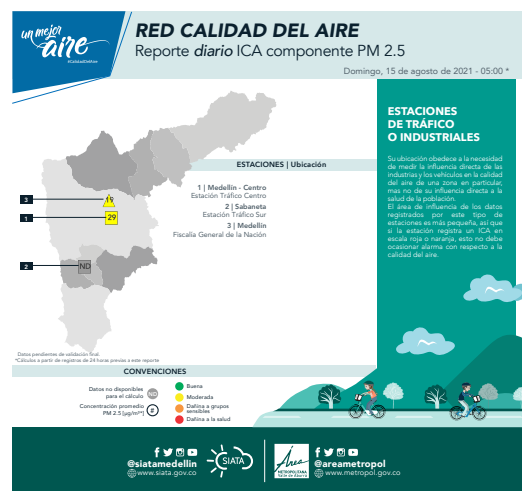 un mejor
aire
#CalidadDelAire
RED CALIDAD DEL AIRE
Reporte diario ICA componente PM 2.5
Domingo, 15 de agosto de 2021 - 05:00 *
ESTACIONES | Ubicación
1 | Medellín - Centro
Estación Tráfico Centro
2 | Sabaneta
Estación Tráfico Sur
3 | Medellín
Fiscalía General de la Nación
3
19
1
29
2
ND
Datos pendientes de validación final.
*Cálculos a partir de registros de 24 horas previas a este reporte
ESTACIONES
DE TRÁFICO
O INDUSTRIALES
Su ubicación obedece a la necesidad
de medir la influencia directa de las
industrias y los vehículos en la calidad
del aire de una zona en particular,
mas no de su influencia directa a la
salud de la población.
El área de influencia de los datos
registrados por este tipo de
estaciones es más pequeña, así que
si la estación registra un ICA en
escala roja o naranja, esto no debe
ocasionar alarma con respecto a la
calidad del aire.
CONVENCIONES
Datos no disponibles
para el cálculo
ND
Concentración promedio
PM 2.5 [µg/m³*]
#
Buena
Moderada
Dañina a grupos
sensibles
Dañina a la salud
@siatamedellin
www.siata.gov.co
SIATA
Área
METROPOLITANA
Valle de Aburrá
@areametropol
www.metropol.gov.co